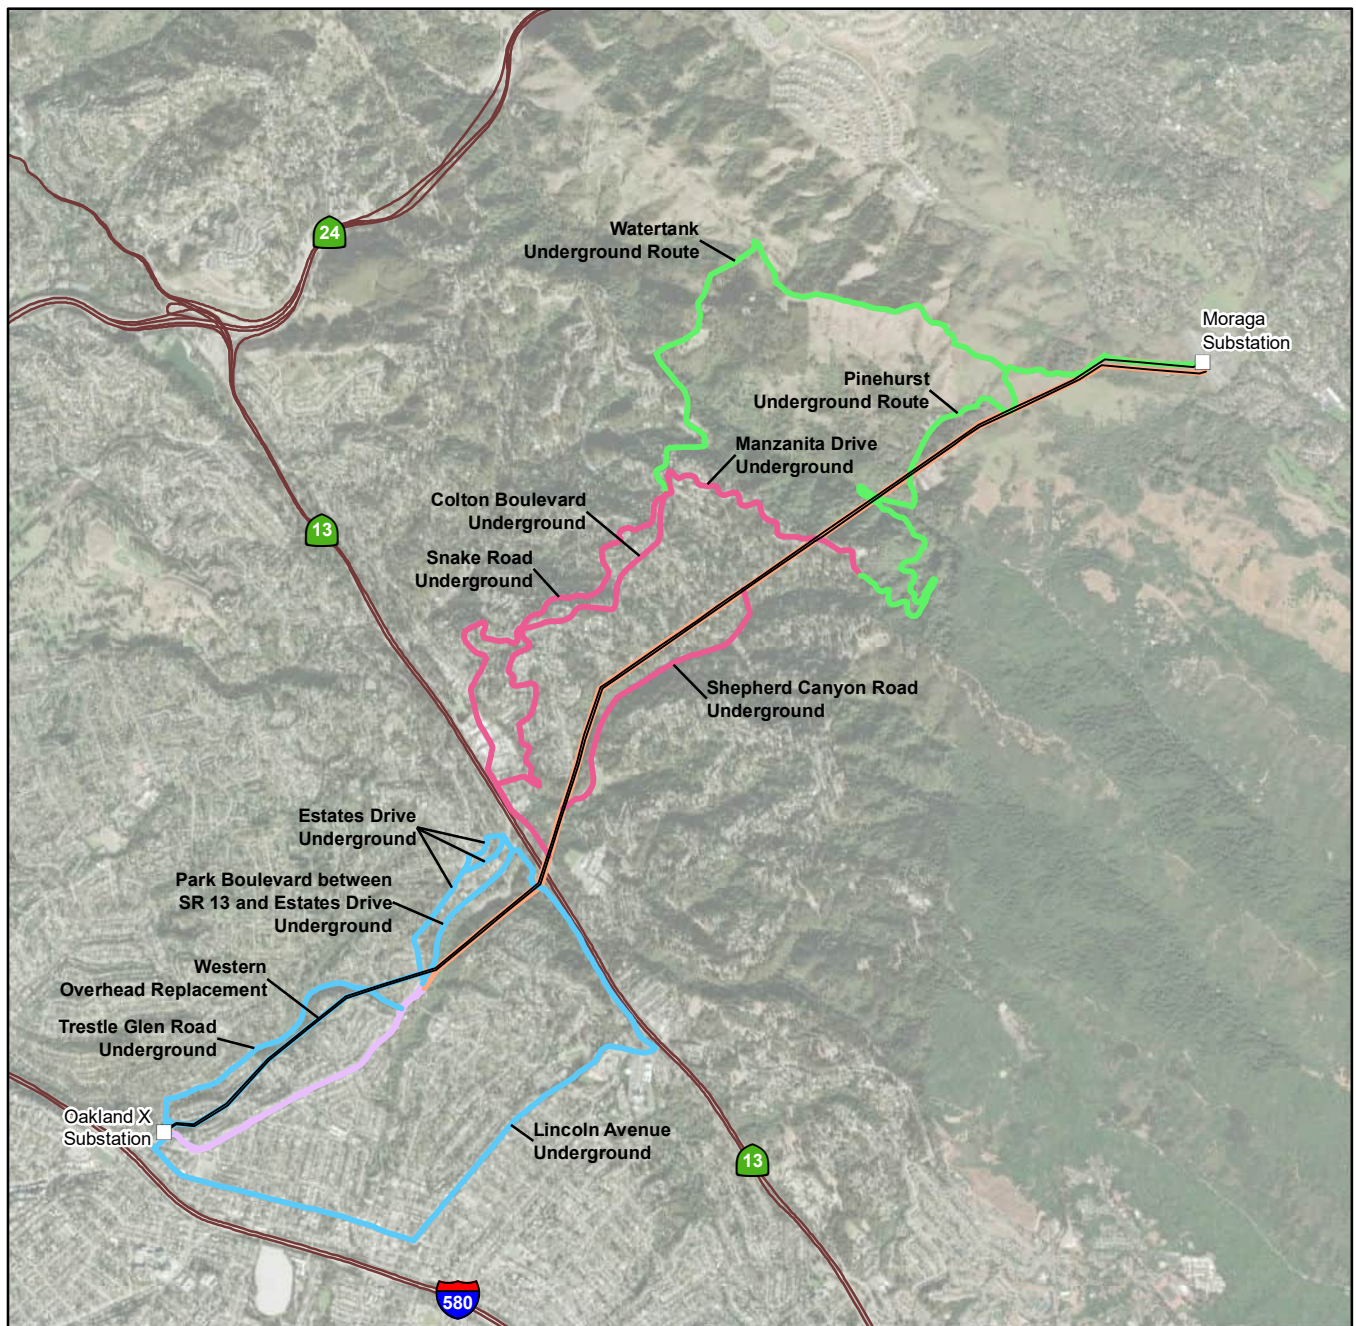 24
Watertank
Underground Route
Moraga
Substation
Pinehurst
Underground Route
Manzanita Drive
Underground
Colton Boulevard
Underground
13
Snake Road
Underground
Shepherd Canyon Road
Underground
Estates Drive
Underground
Park Boulevard between
SR 13 and Estates Drive
Underground
Western
Overhead Replacement
Trestle Glen Road
Underground
Oakland X
Substation
Lincoln Avenue
Underground
13
580